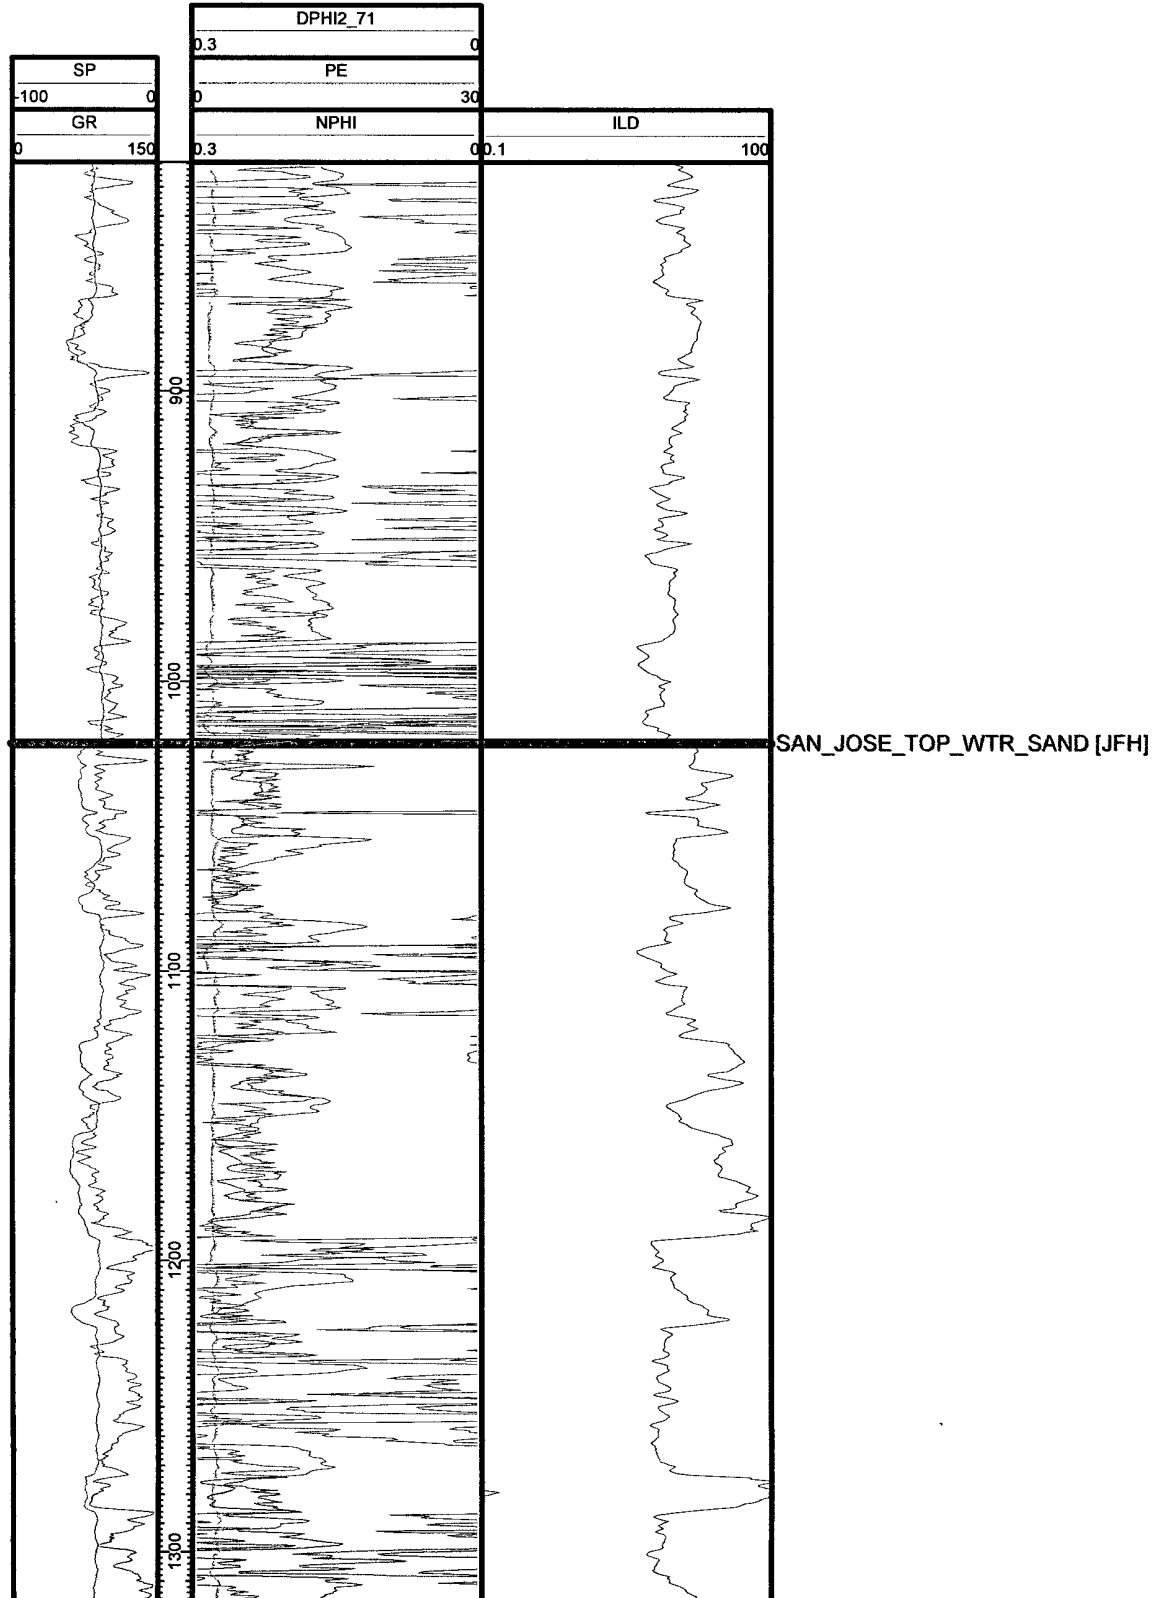 DPHI2_71
0.3 0
SP PE
-100 0 0 30
GR NPHI ILD
0 150 0.3 0 0.1 100
900
1000
SAN_JOSE_TOP_WTR_SAND [JFH]
1100
1200
1300